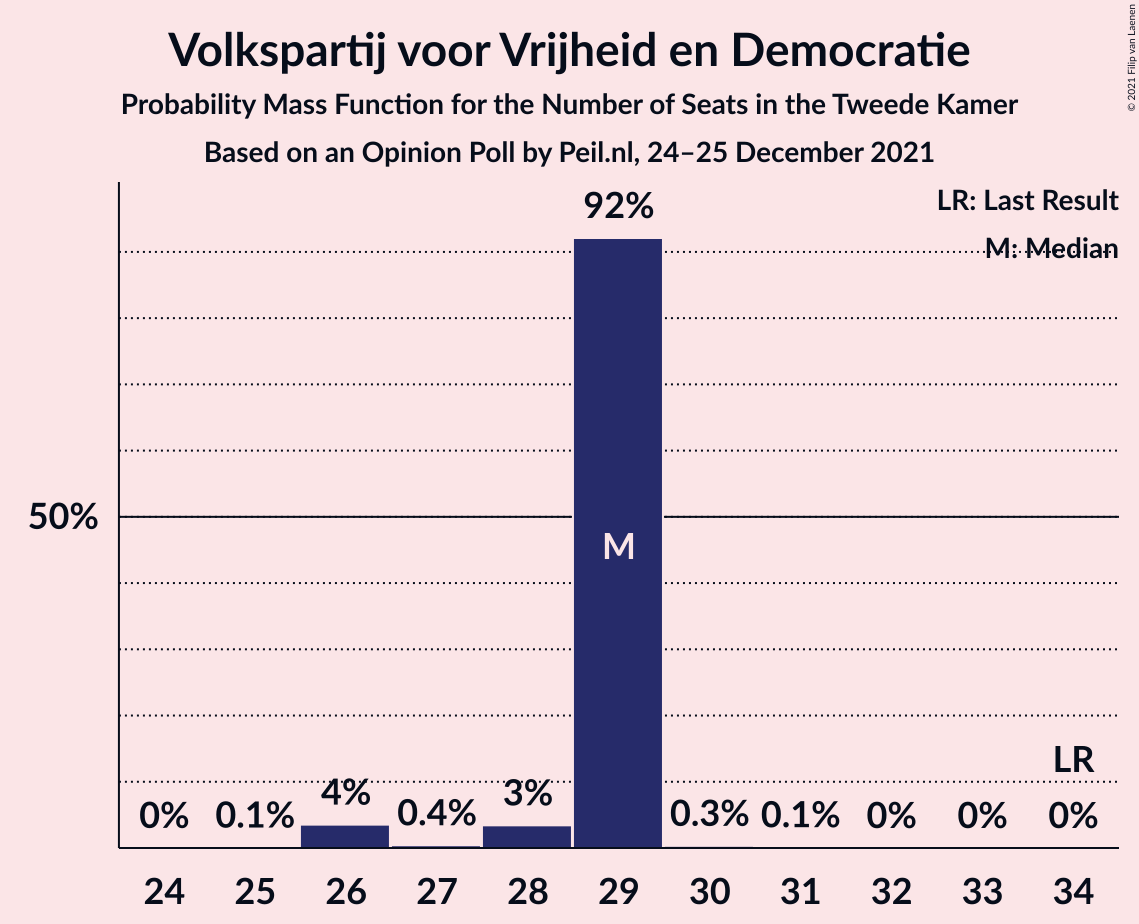 Volkspartij voor Vrijheid en Democratie
Probability Mass Function for the Number of Seats in the Tweede Kamer
Based on an Opinion Poll by Peil.nl, 24–25 December 2021
© 2021 Filip van Laenen
LR: Last Result
M: Median
92%
50%
M
LR
0% 0.1% 4% 0.4% 3% 0.3% 0.1% 0% 0% 0%
24 25 26 27 28 29 30 31 32 33 34